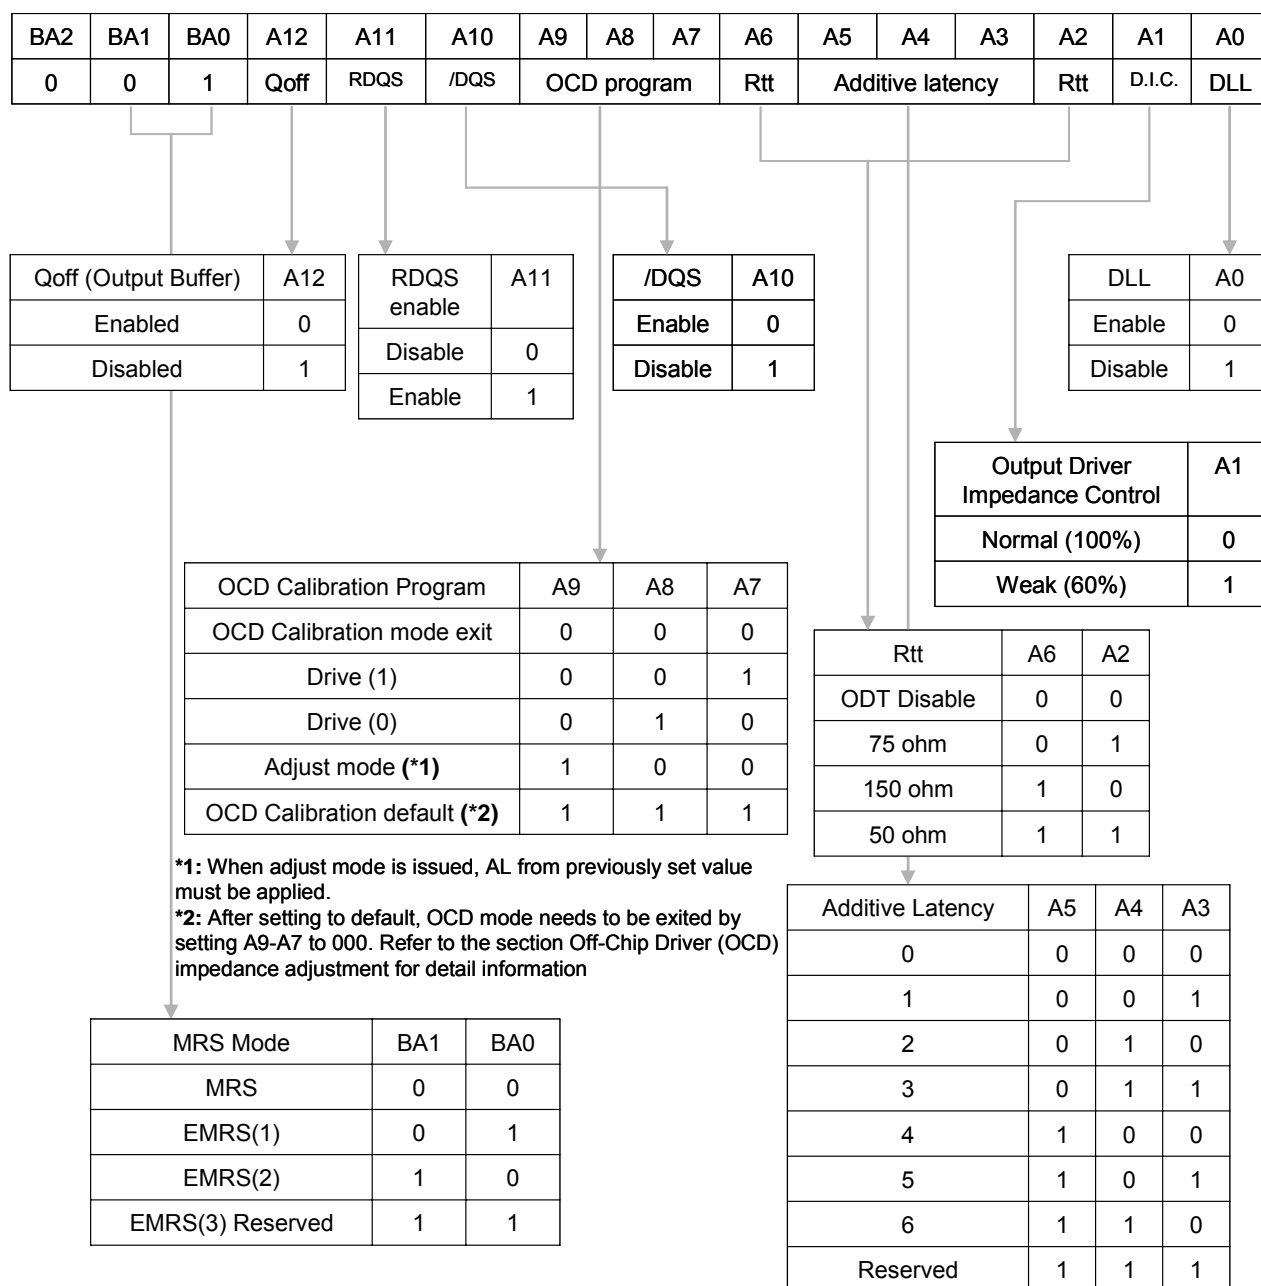 BA2 BA1 BA0 A12 A11 A10 A9 A8 A7 A6 A5 A4 A3 A2 A1 A0
0 0 1 Qoff RDQS /DQS OCD program Rtt Additive latency Rtt D.I.C. DLL
Qoff (Output Buffer) A12
Enabled 0
Disabled 1
RDQS
enable A11
Disable 0
Enable 1
/DQS A10
Enable 0
Disable 1
DLL A0
Enable 0
Disable 1
Output Driver
Impedance Control A1
Normal (100%) 0
Weak (60%) 1
OCD Calibration Program A9 A8 A7
OCD Calibration mode exit 0 0 0
Drive (1) 0 0 1
Drive (0) 0 1 0
Adjust mode (*1) 1 0 0
OCD Calibration default (*2) 1 1 1
*1: When adjust mode is issued, AL from previously set value
must be applied.
*2: After setting to default, OCD mode needs to be exited by
setting A9-A7 to 000. Refer to the section Off-Chip Driver (OCD)
impedance adjustment for detail information
Rtt A6 A2
ODT Disable 0 0
75 ohm 0 1
150 ohm 1 0
50 ohm 1 1
MRS Mode BA1 BA0
MRS 0 0
EMRS(1) 0 1
EMRS(2) 1 0
EMRS(3) Reserved 1 1
Additive Latency A5 A4 A3
0 0 0 0
1 0 0 1
2 0 1 0
3 0 1 1
4 1 0 0
5 1 0 1
6 1 1 0
Reserved 1 1 1